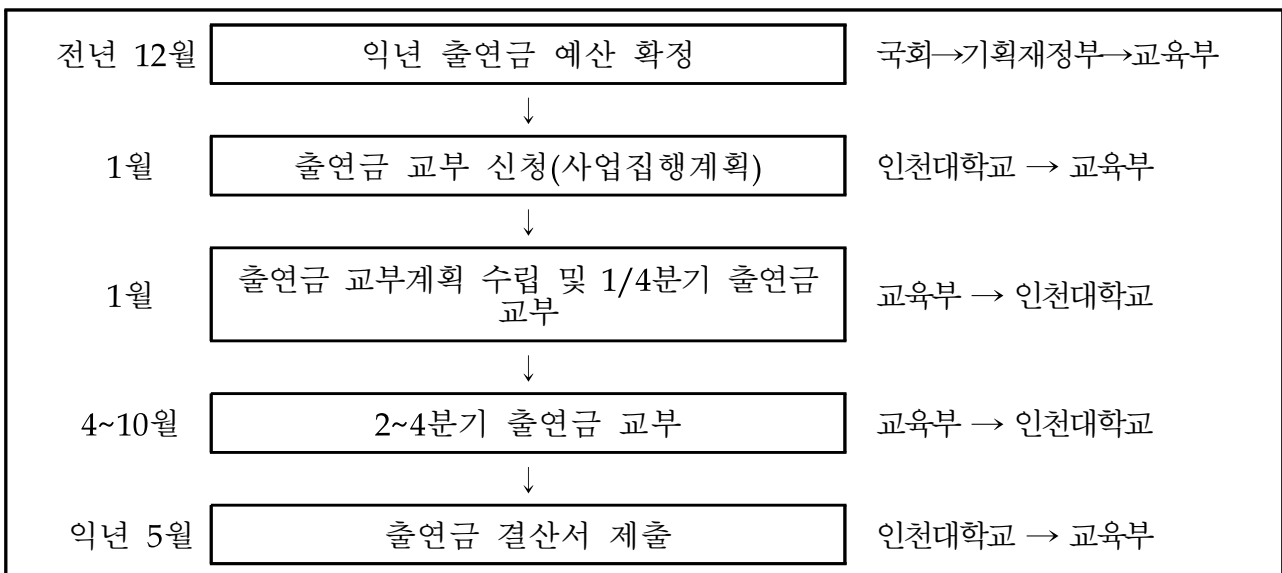 전년 12월 익년 출연금 예산 확정 국회→기획재정부→교육부
↓
1월 출연금 교부 신청(사업집행계획) 인천대학교 → 교육부
↓
1월 출연금 교부계획 수립 및 1/4분기 출연금
교부 교육부 → 인천대학교
↓
4~10월 2~4분기 출연금 교부 교육부 → 인천대학교
↓
익년 5월 출연금 결산서 제출 인천대학교 → 교육부